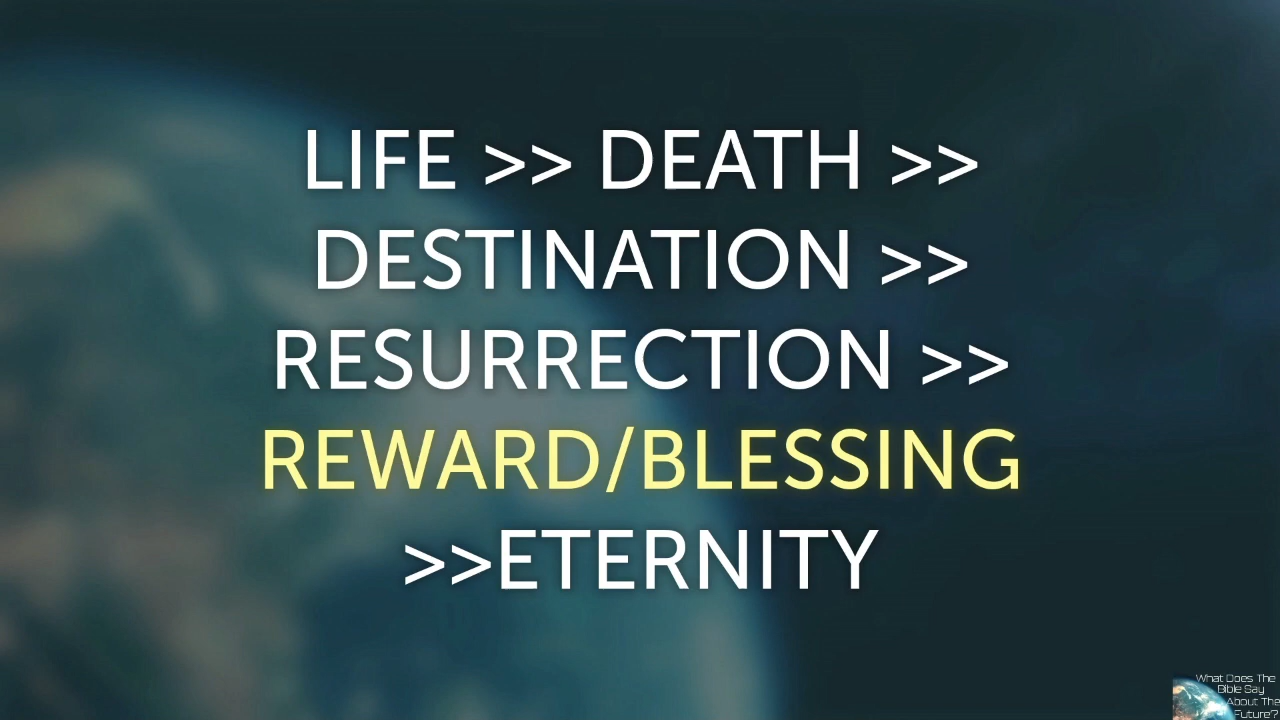 LIFE >> DEATH >>
DESTINATION >>
RESURRECTION >>
REWARD/BLESSING
>>ETERNITY
What Does The
Bible Say
About The
Future?